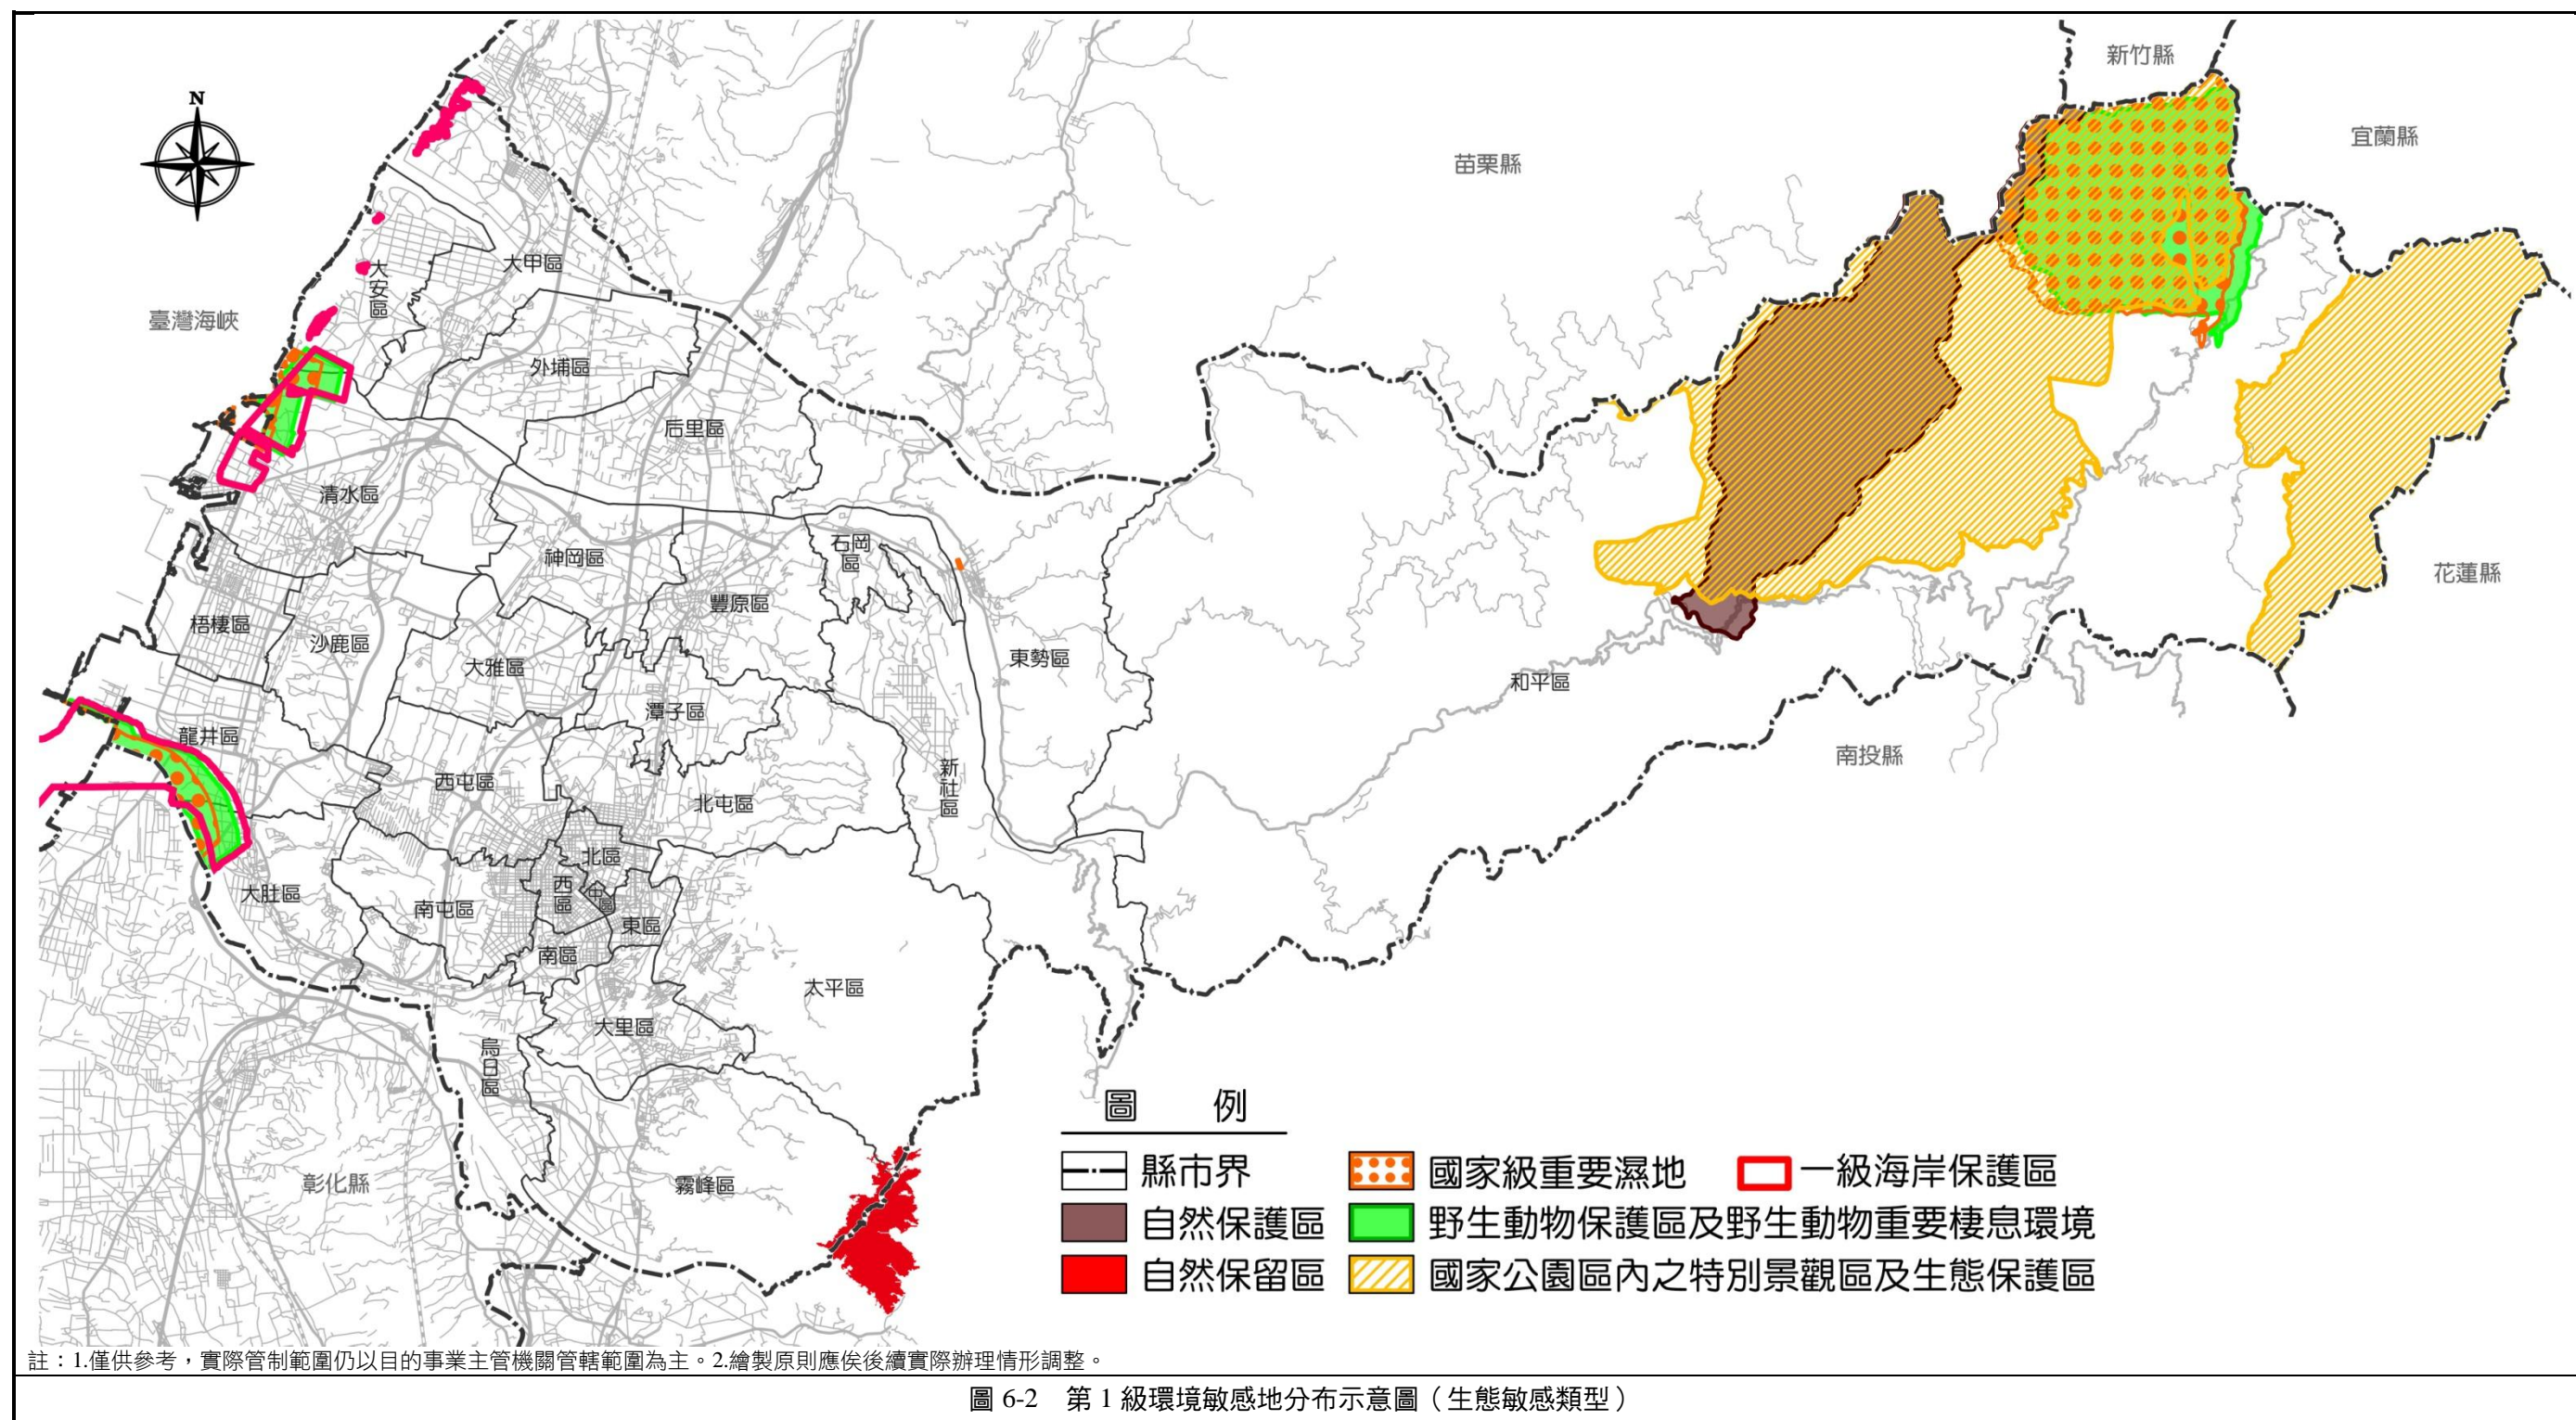 新竹縣
宜蘭縣
苗栗縣
N
大甲區
大安區
臺灣海峽
外埔區
后里區
清水區
神岡區
石岡區
花蓮縣
豐原區
梧棲區
沙鹿區
大雅區
東勢區
和平區
潭子區
龍井區
南投縣
西屯區
新社區
北屯區
北區
西區
中區
大肚區
南屯區
東區
南區
太平區
大里區
烏日區
彰化縣
霧峰區
圖 例
縣市界
國家級重要濕地
一級海岸保護區
自然保護區
野生動物保護區及野生動物重要棲息環境
自然保留區
國家公園區內之特別景觀區及生態保護區
註：1.僅供參考，實際管制範圍仍以目的事業主管機關管轄範圍為主。2.繪製原則應俟後續實際辦理情形調整。
圖 6-2 第 1 級環境敏感地分布示意圖（生態敏感類型）